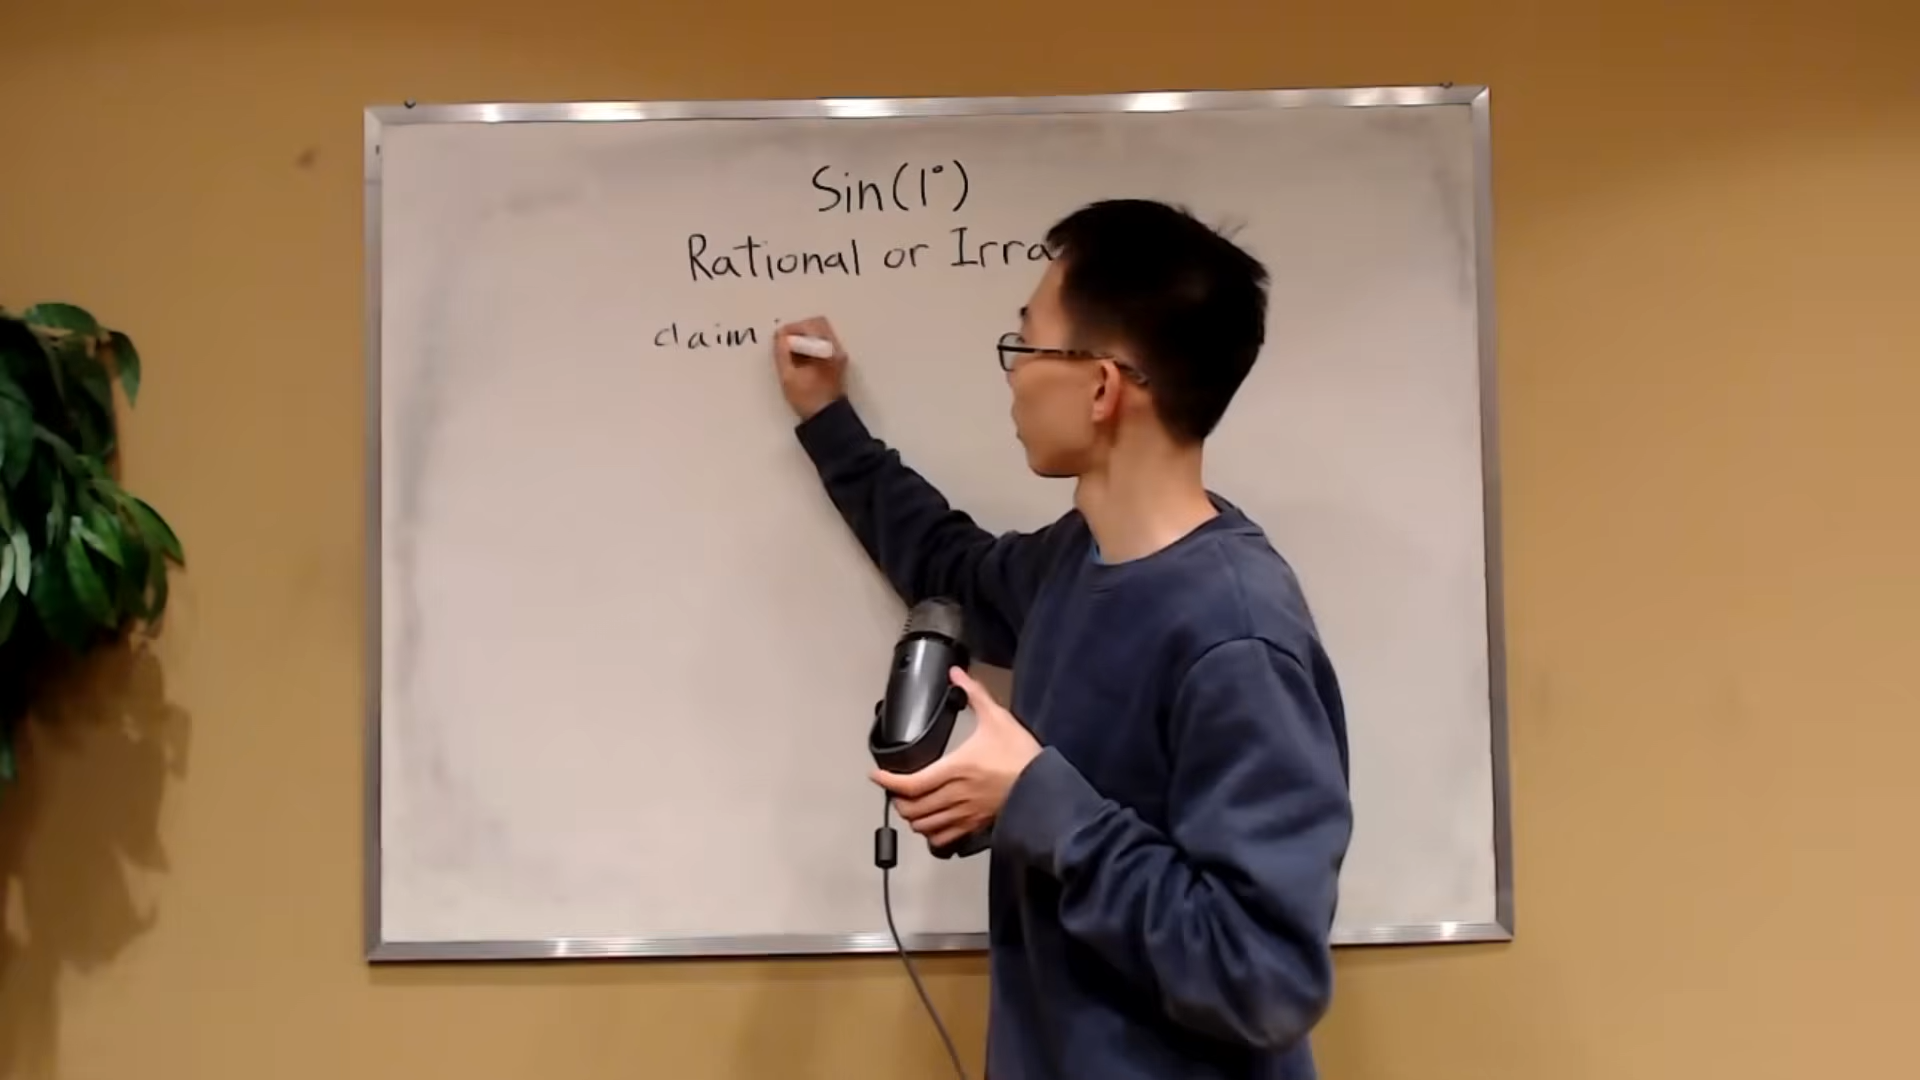 Sin(1°)
Rational or Irra
claim